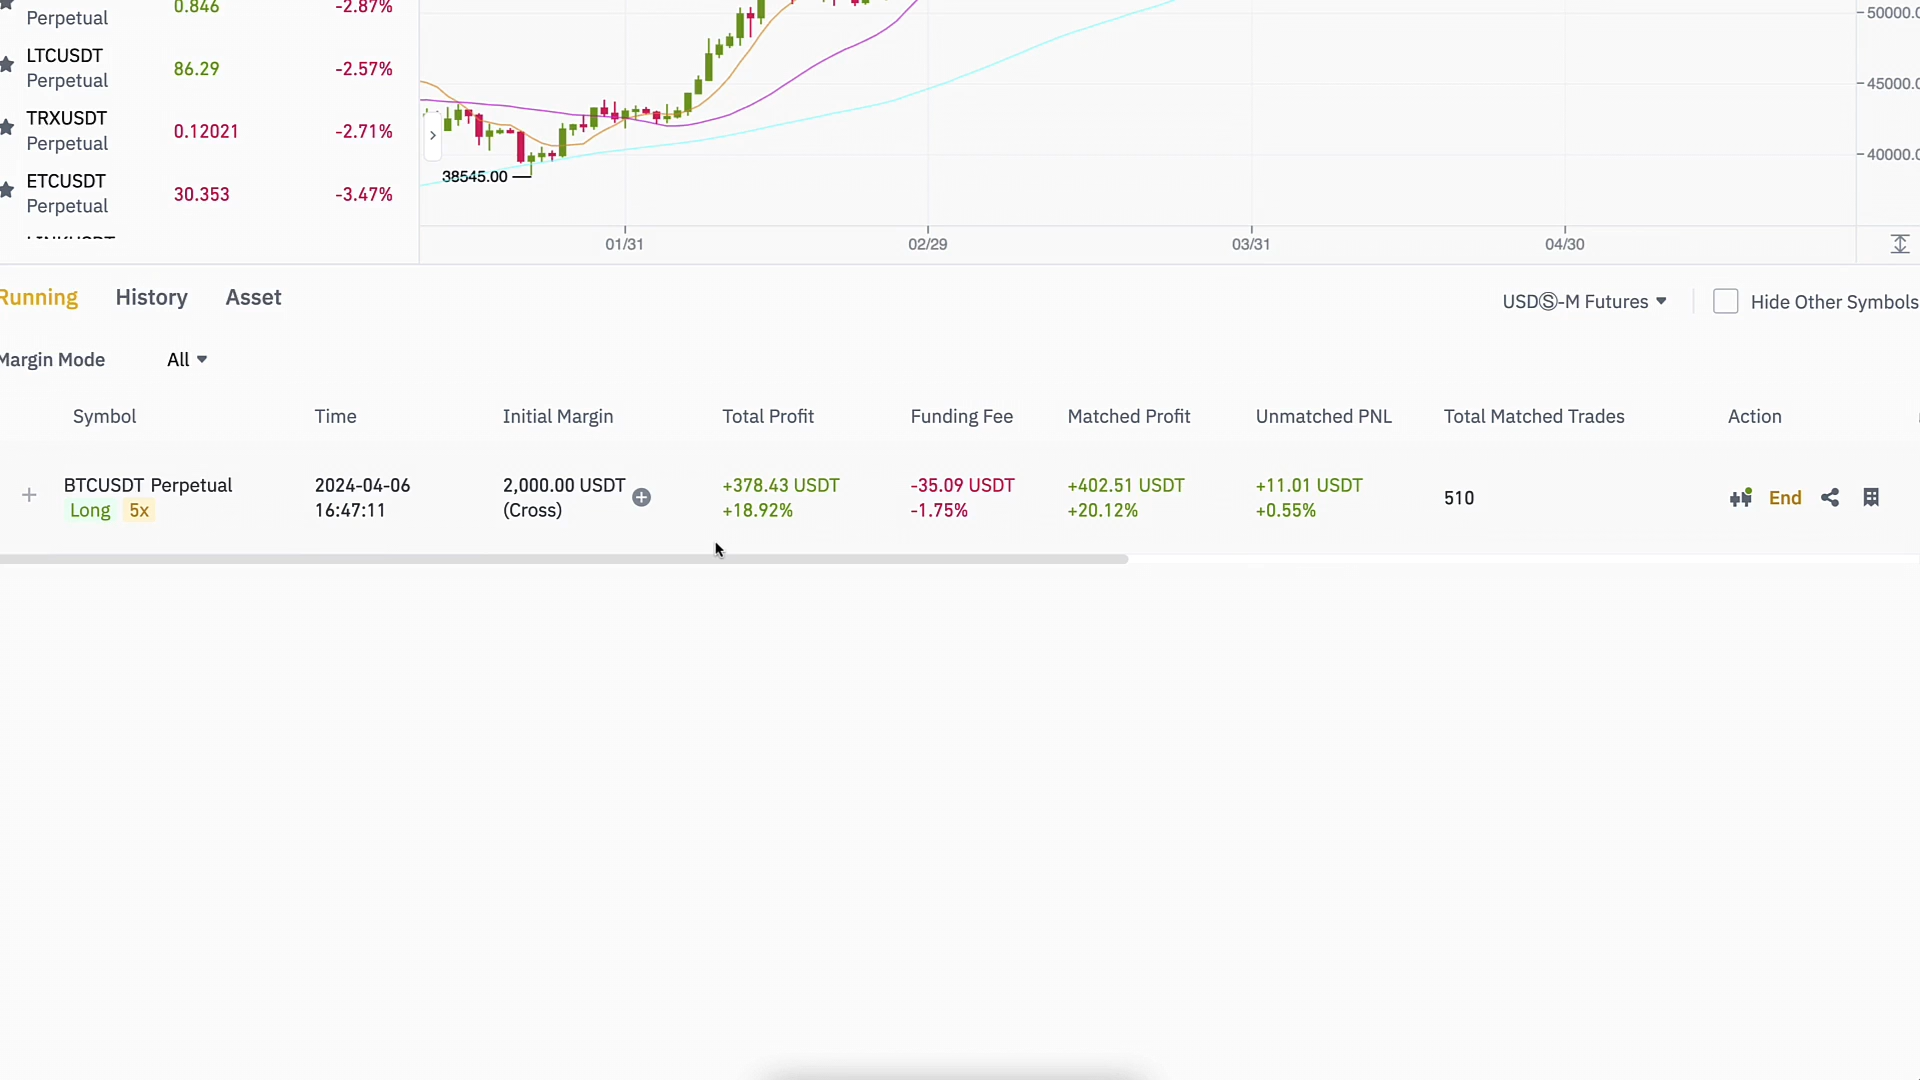 0.846 -2.87%
Perpetual
LTCUSDT
86.29 -2.57%
Perpetual
TRXUSDT
0.12021 -2.71%
Perpetual
ETCUSDT
30.353 -3.47%
Perpetual
38545.00
45000.0
40000.0
01/31 02/29 03/31 04/30
Running History Asset
USDⓈ-M Futures Hide Other Symbols
Margin Mode All
Symbol Time Initial Margin Total Profit Funding Fee Matched Profit Unmatched PNL Total Matched Trades Action
BTCUSDT Perpetual 2024-04-06 2,000.00 USDT +378.43 USDT -35.09 USDT +402.51 USDT +11.01 USDT 510 End
Long 5x 16:47:11 (Cross) +18.92% -1.75% +20.12% +0.55%